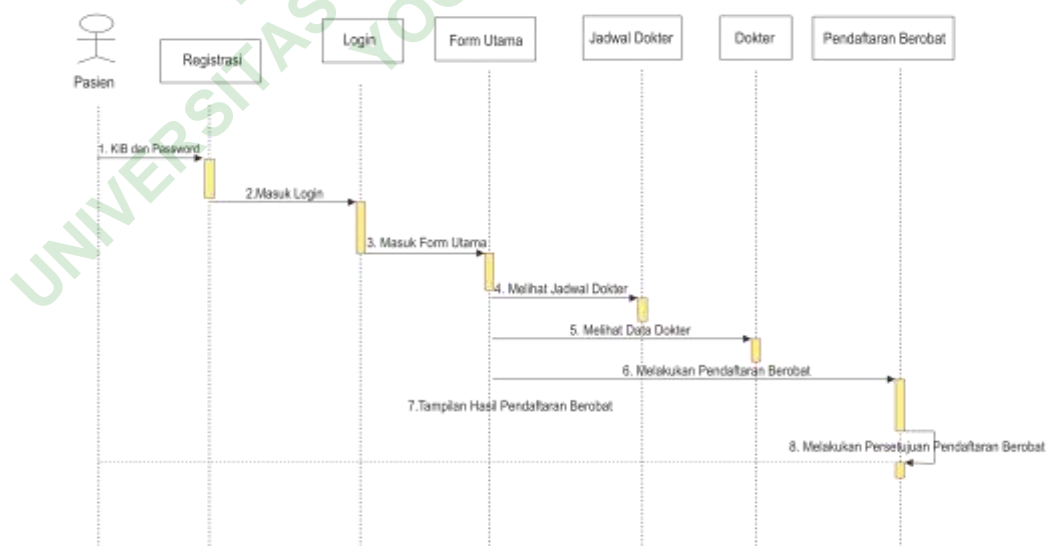 Pasien
Registrasi
Login
Form Utama
Jadwal Dokter
Dokter
Pendaftaran Berobat
1. KIB dan Password
2.Masuk Login
3. Masuk Form Utama
4. Melihat Jadwal Dokter
5. Melihat Data Dokter
6. Melakukan Pendaftaran Berobat
7.Tampilan Hasil Pendaftaran Berobat
8. Melakukan Persetujuan Pendaftaran Berobat
UNIVERSITAS
YOG